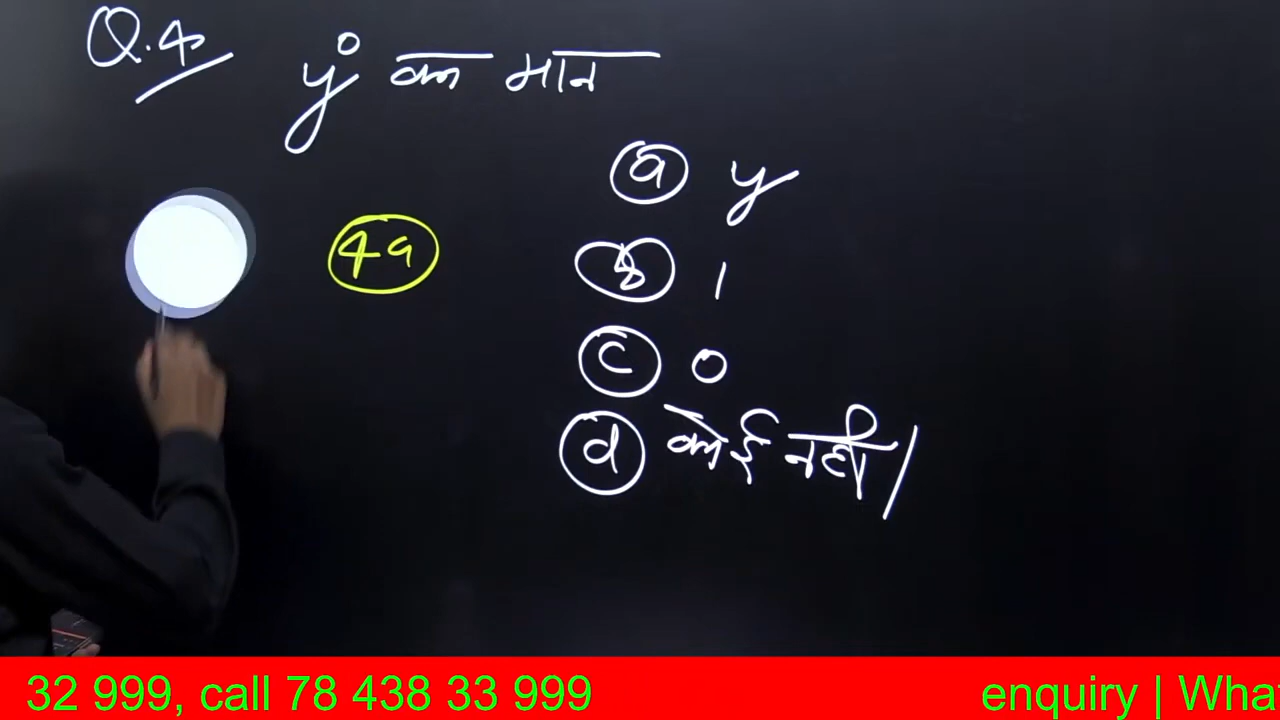 Q.4
y⁰ का मान
(a) y
49
(b) 1
(c) 0
(d) कोई नहीं।
32 999, call 78 438 33 999
enquiry | Wha